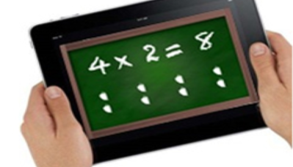 4 × 2 = 8